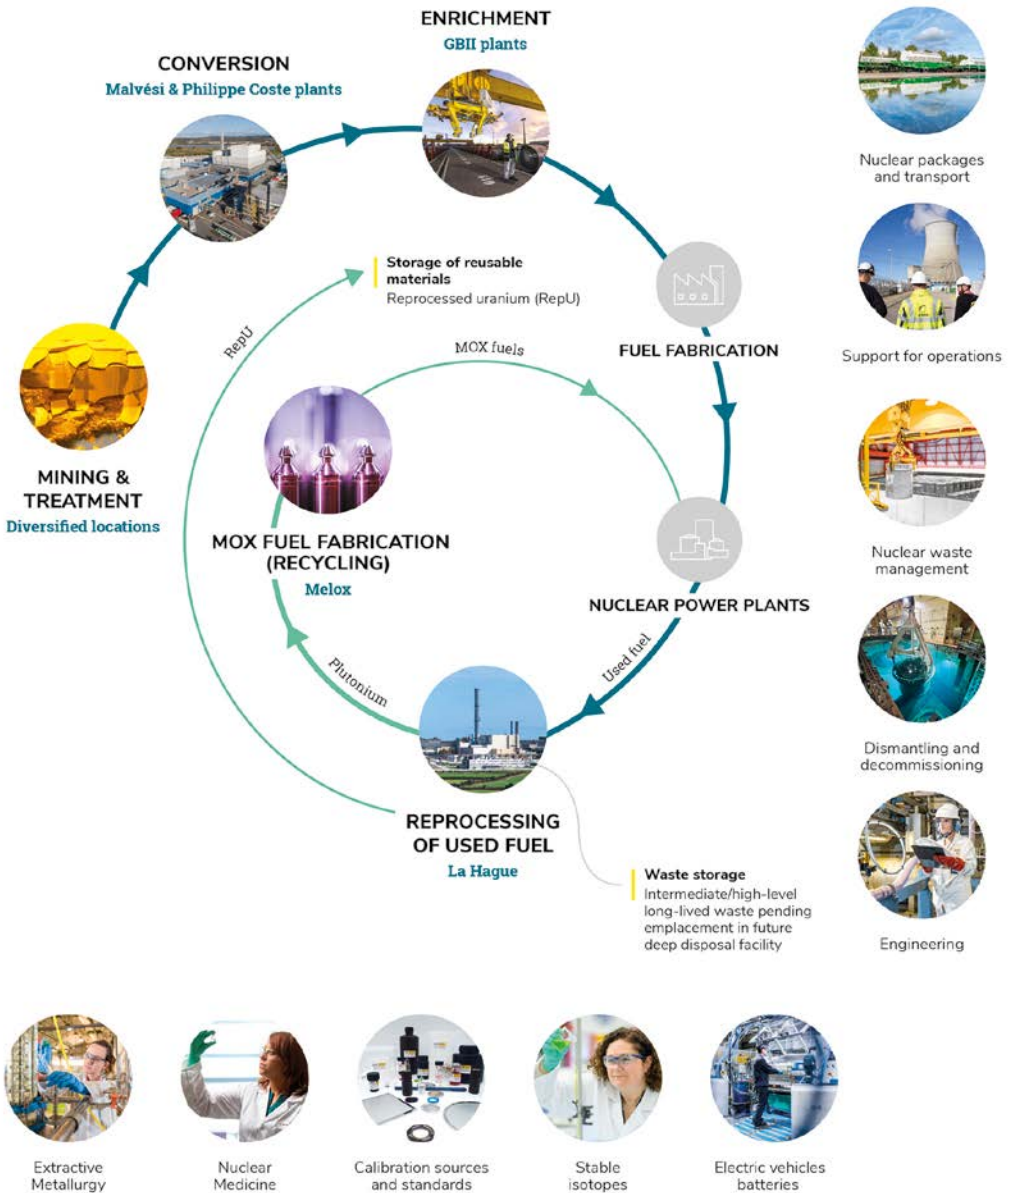 ENRICHMENT
GBII plants
CONVERSION
Malvési & Philippe Coste plants
Nuclear packages
and transport
Storage of reusable
materials
Reprocessed uranium (RepU)
RepU
MOX fuels
FUEL FABRICATION
Support for operations
MINING &
TREATMENT
Diversified locations
MOX FUEL FABRICATION
(RECYCLING)
Melox
Nuclear waste
management
NUCLEAR POWER PLANTS
Used fuel
Plutonium
Dismantling and
decommissioning
REPROCESSING
OF USED FUEL
La Hague
Waste storage
Intermediate/high-level
long-lived waste pending
emplacement in future
deep disposal facility
Engineering
Extractive
Metallurgy
Nuclear
Medicine
Calibration sources
and standards
Stable
isotopes
Electric vehicles
batteries